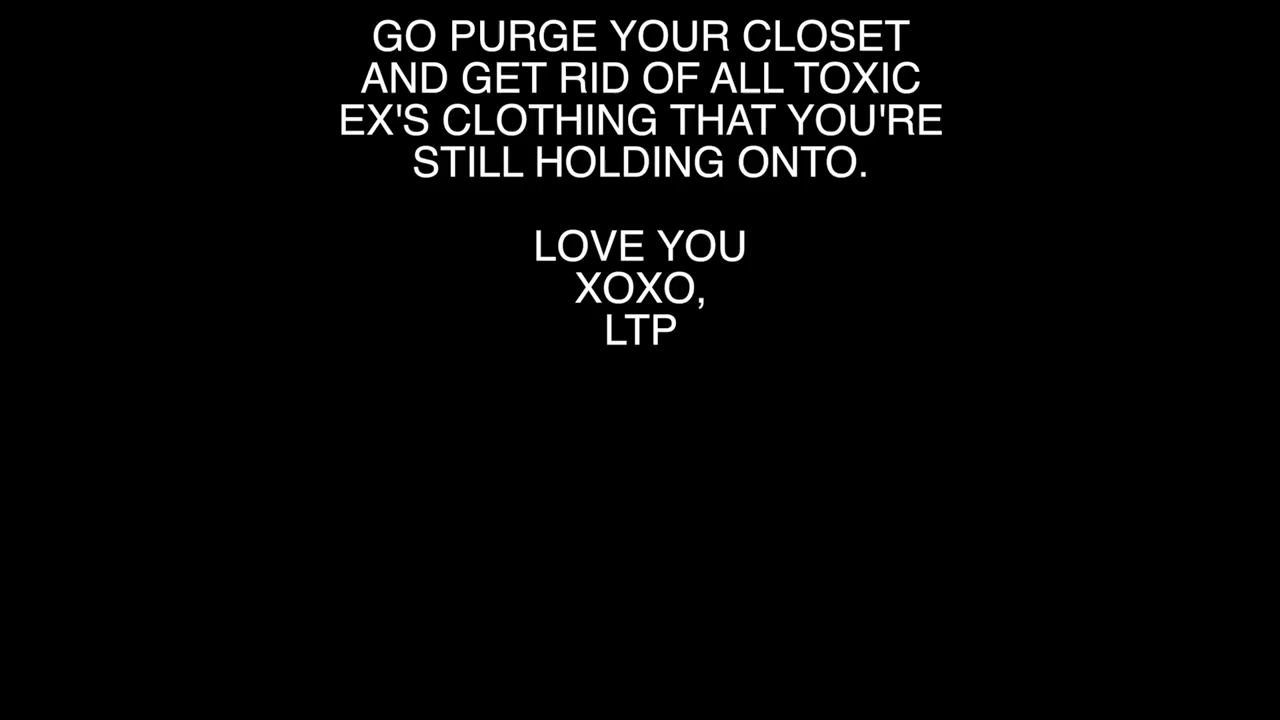 GO PURGE YOUR CLOSET
AND GET RID OF ALL TOXIC
EX'S CLOTHING THAT YOU'RE
STILL HOLDING ONTO.
LOVE YOU
XOXO,
LTP